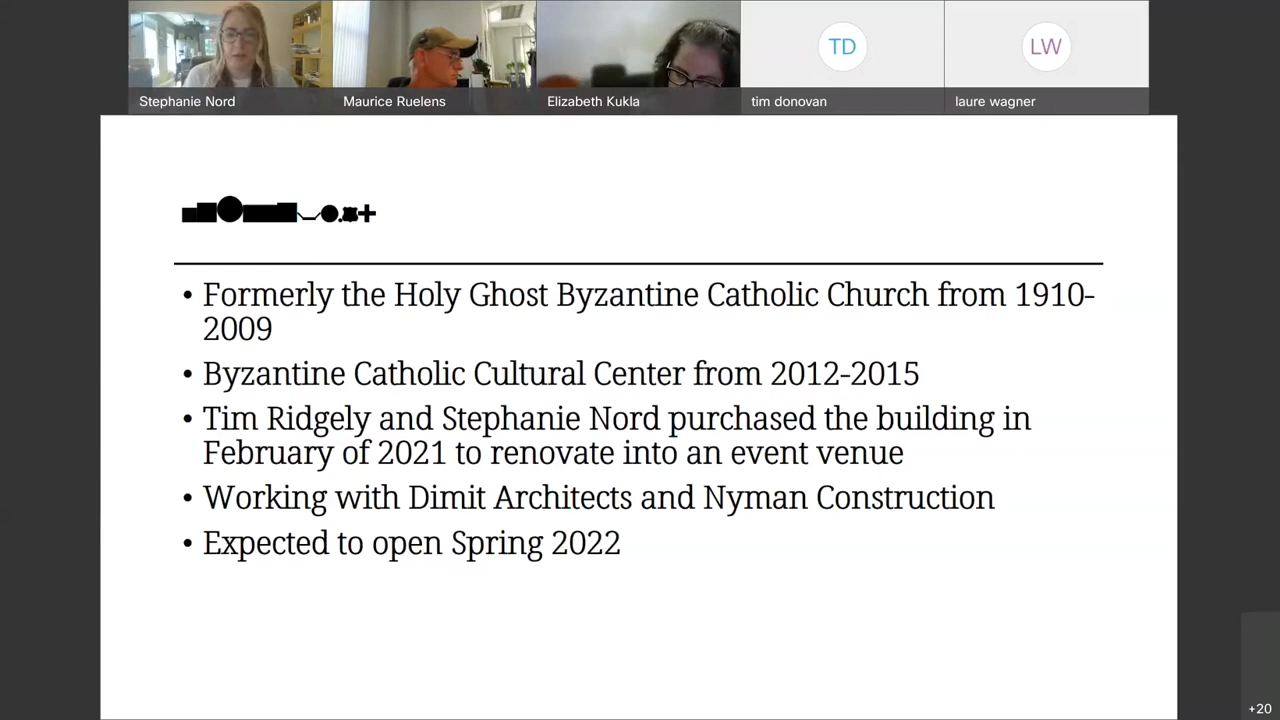 TD
LW
Stephanie Nord
Maurice Ruelens
Elizabeth Kukla
tim donovan
laure wagner
• Formerly the Holy Ghost Byzantine Catholic Church from 1910-
2009
• Byzantine Catholic Cultural Center from 2012-2015
• Tim Ridgely and Stephanie Nord purchased the building in
February of 2021 to renovate into an event venue
• Working with Dimit Architects and Nyman Construction
• Expected to open Spring 2022
+20